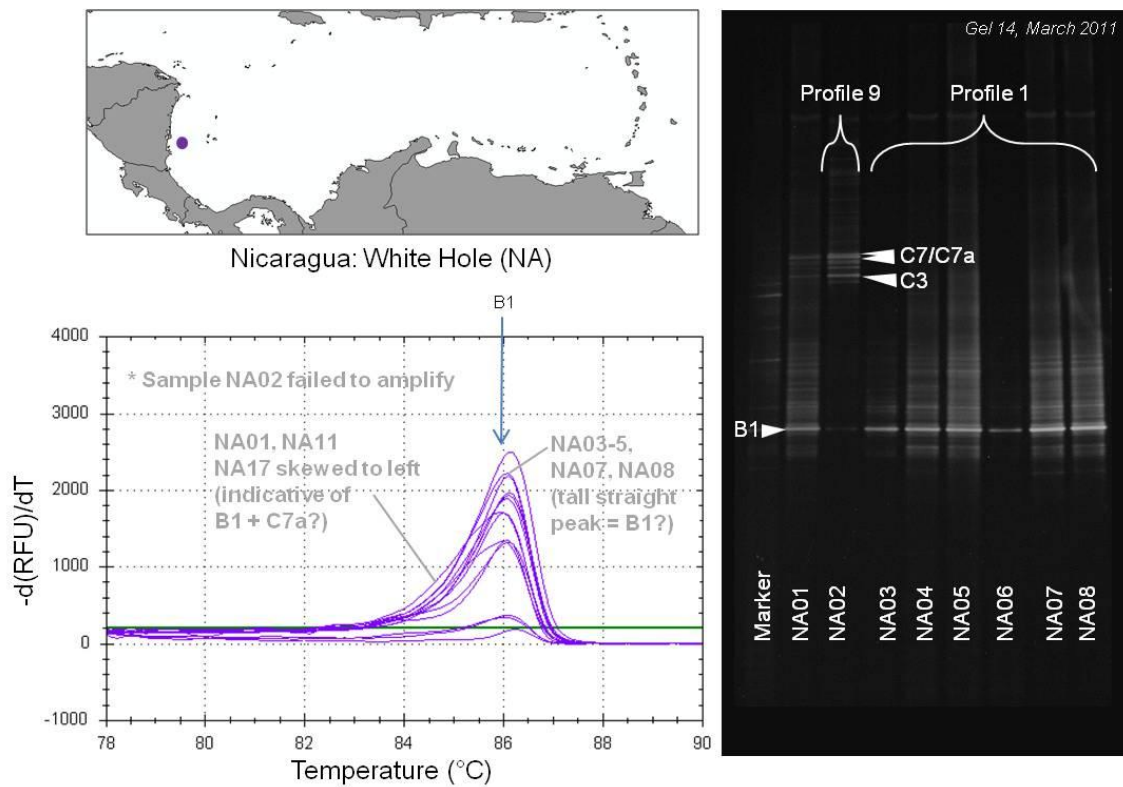 Nicaragua: White Hole (NA)
B1
4000
3000
2000
1000
0
-1000
-d(RFU)/dT
* Sample NA02 failed to amplify
NA01, NA11
NA17 skewed to left
(indicative of
B1 + C7a?)
NA03-5,
NA07, NA08
(tall straight
peak = B1?)
78
80
82
84
86
88
90
Temperature (°C)
Gel 14, March 2011
Profile 9
Profile 1
C7/C7a
C3
B1
Marker
NA01
NA02
NA03
NA04
NA05
NA06
NA07
NA08